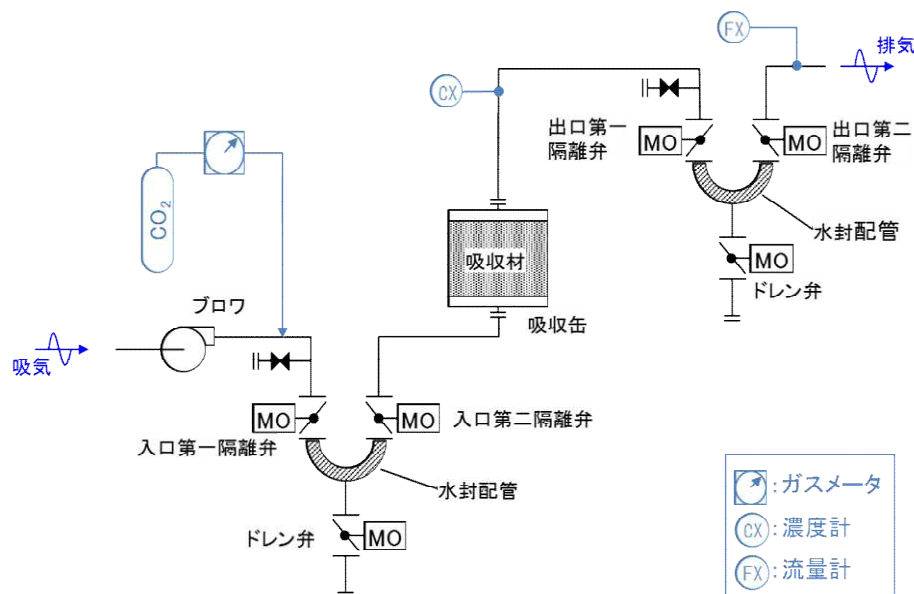 FX
排気
CX
出口第一
隔離弁
MO
MO
出口第二
隔離弁
水封配管
MO
ドレン弁
CO2
吸収材
吸収缶
ブロワ
吸気
MO
MO
入口第一隔離弁
入口第二隔離弁
水封配管
ドレン弁
MO
:ガスメータ
CX:濃度計
FX:流量計